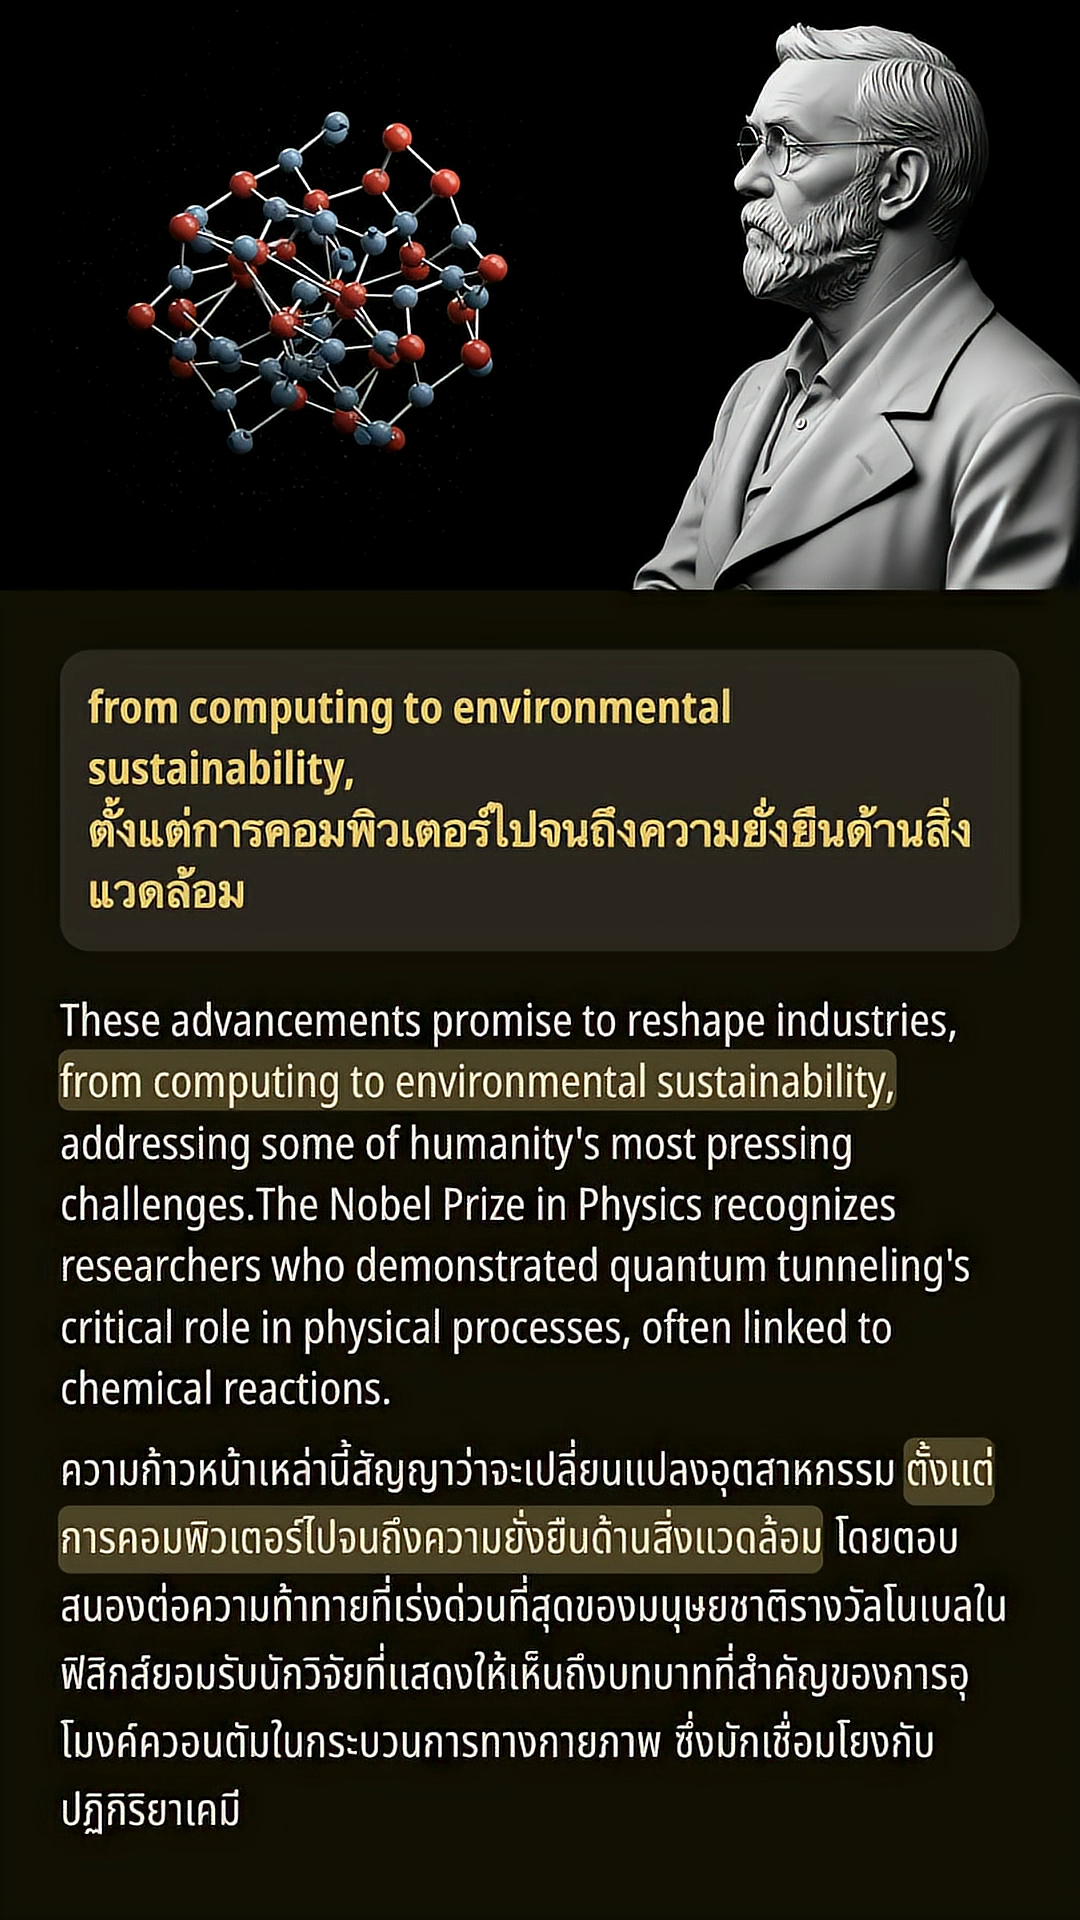 from computing to environmental
sustainability,
ตั้งแต่การคอมพิวเตอร์ไปจนถึงความยั่งยืนด้านสิ่ง
แวดล้อม
These advancements promise to reshape industries,
from computing to environmental sustainability,
addressing some of humanity's most pressing
challenges.The Nobel Prize in Physics recognizes
researchers who demonstrated quantum tunneling's
critical role in physical processes, often linked to
chemical reactions.
ความก้าวหน้าเหล่านี้สัญญาว่าจะเปลี่ยนแปลงอุตสาหกรรม ตั้งแต่
การคอมพิวเตอร์ไปจนถึงความยั่งยืนด้านสิ่งแวดล้อม โดยตอบ
สนองต่อความท้าทายที่เร่งด่วนที่สุดของมนุษยชาติรางวัลโนเบลใน
ฟิสิกส์ยอมรับนักวิจัยที่แสดงให้เห็นถึงบทบาทที่สำคัญของการอุ
โมงค์ควอนตัมในกระบวนการทางกายภาพ ซึ่งมักเชื่อมโยงกับ
ปฏิกิริยาเคมี